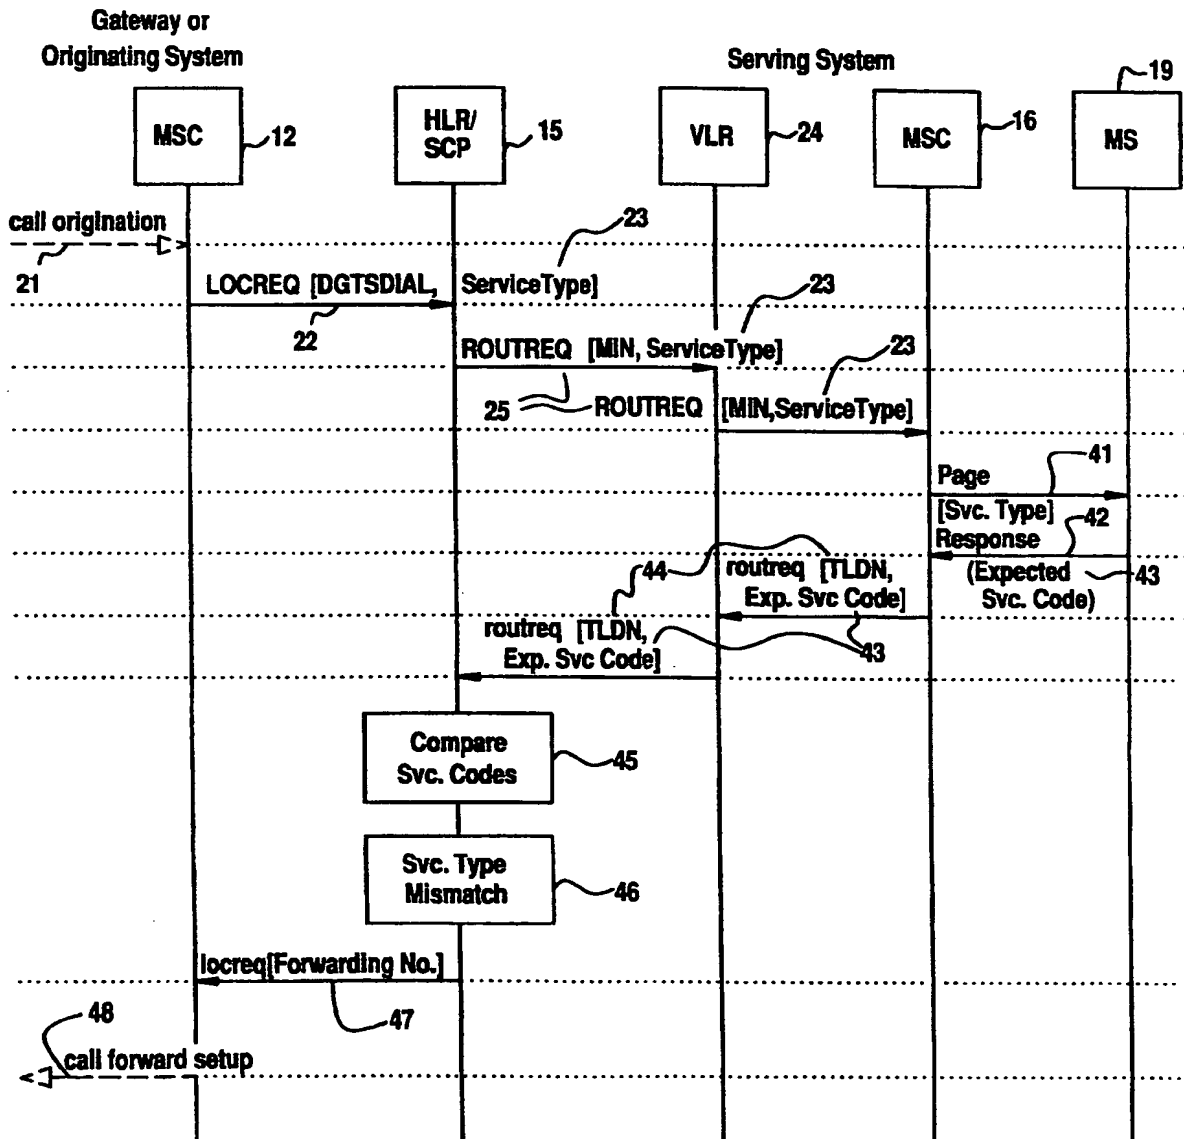 Gateway or
Originating System
Serving System
19
MSC
12
HLR/
SCP
15
VLR
24
MSC
16
MS
call origination
21
23
LOCREQ [DGTSDIAL, ServiceType]
22
23
ROUTREQ [MIN, ServiceType]
23
25
ROUTREQ [MIN,ServiceType]
41
Page
[Svc. Type]
42
Response
(Expected
Svc. Code)
43
44
routreq [TLDN,
Exp. Svc Code]
routreq [TLDN,
Exp. Svc Code]
43
Compare
Svc. Codes
45
Svc. Type
Mismatch
46
locreq[Forwarding No.]
47
48
call forward setup